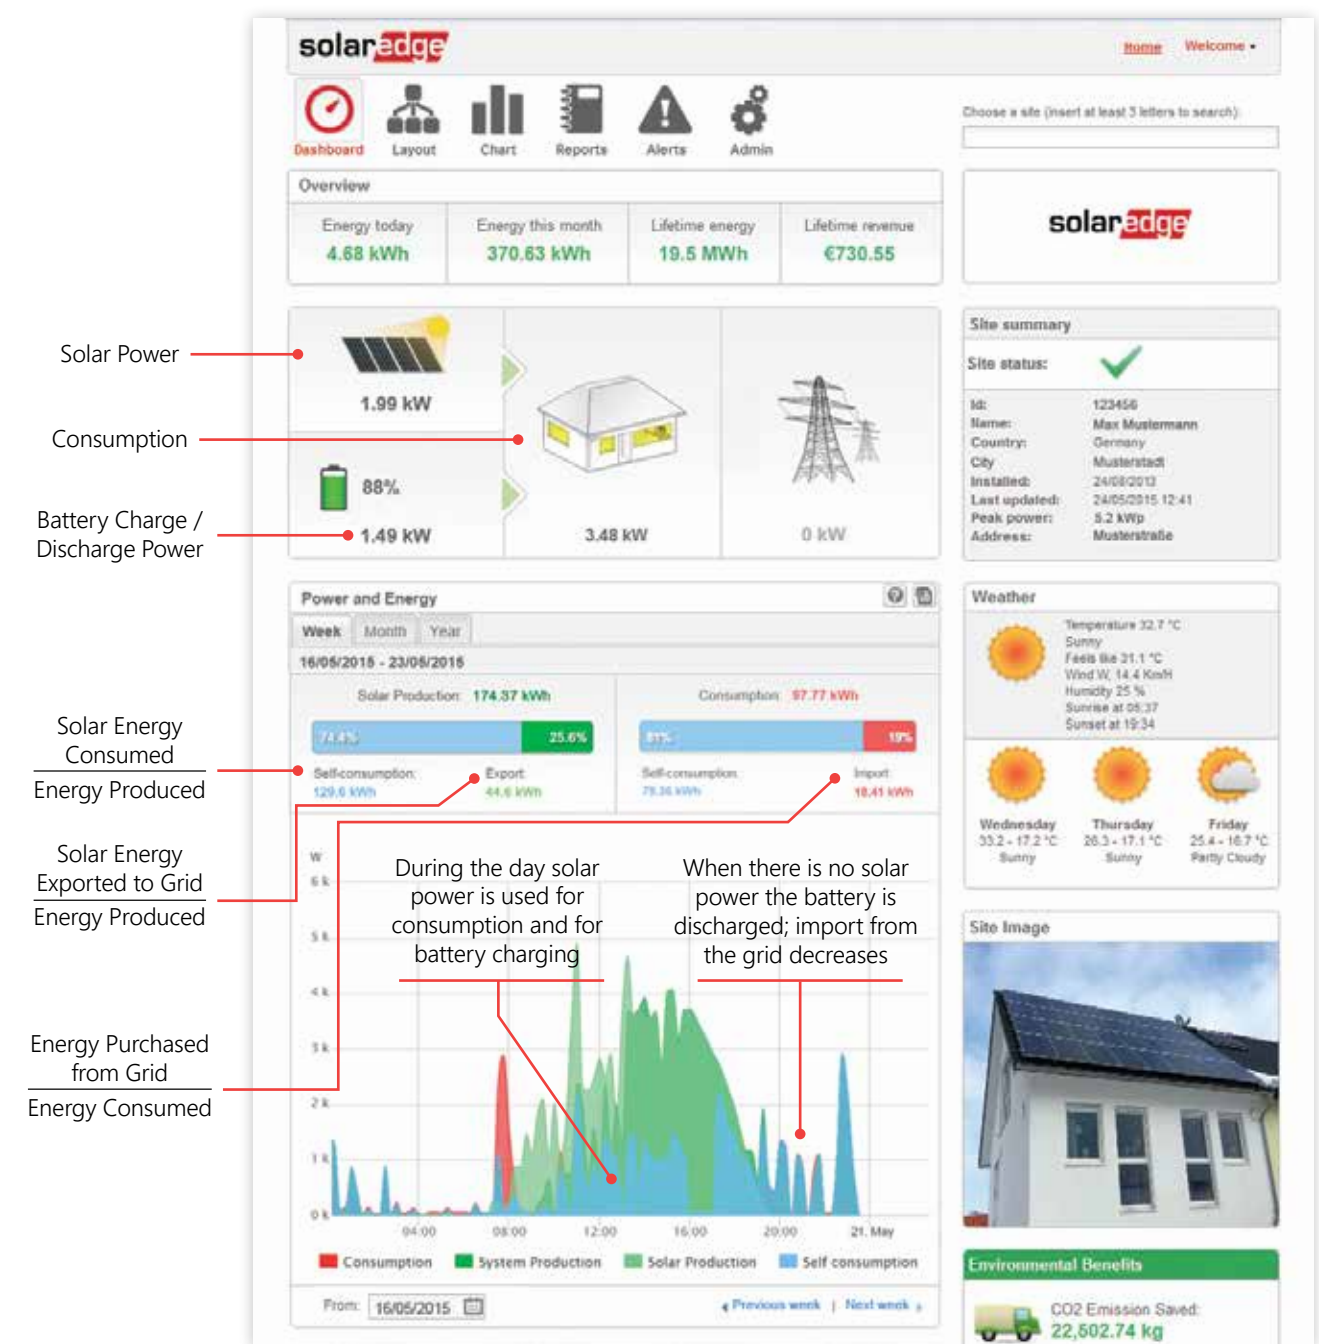 solaredge
Home Welcome
Dashboard Layout Chart Reports Alerts Admin
Choose a site (insert at least 3 letters to search):
Overview
Energy today Energy this month Lifetime energy Lifetime revenue
4.68 kWh 370.63 kWh 19.5 MWh €730.55
solaredge
Solar Power
Consumption
Battery Charge /
Discharge Power
1.99 kW
88%
1.49 kW 3.48 kW 0 kW
Site summary
Site status:
Id: 123456
Name: Max Mustermann
Country: Germany
City Musterstadt
Installed: 24/08/2013
Last updated: 24/05/2015 12:41
Peak power: 5.2 kWp
Address: Musterstraße
Power and Energy
Week Month Year
16/05/2015 - 23/05/2015
Solar Production: 174.37 kWh Consumption: 97.77 kWh
74.4% 25.6% 81% 19%
Self-consumption: Export: Self-consumption: Import:
129.6 kWh 44.6 kWh 79.36 kWh 18.41 kWh
Solar Energy
Consumed
Energy Produced
Solar Energy
Exported to Grid
Energy Produced
Energy Purchased
from Grid
Energy Consumed
During the day solar
power is used for
consumption and for
battery charging
When there is no solar
power the battery is
discharged; import from
the grid decreases
W
6 k
5 k
4 k
3 k
2 k
1 k
0 k
04:00 08:00 12:00 16:00 20:00 21. May
Consumption System Production Solar Production Self consumption
From: 16/05/2015 Previous week | Next week
Weather
Temperature 32.7 °C
Sunny
Feels like 31.1 °C
Wind W, 14.4 Km/H
Humidity 25 %
Sunrise at 05:37
Sunset at 19:34
Wednesday Thursday Friday
33.2 - 17.2 °C 26.3 - 17.1 °C 25.4 - 16.7 °C
Sunny Sunny Partly Cloudy
Site Image
Environmental Benefits
CO2 Emission Saved:
22,502.74 kg